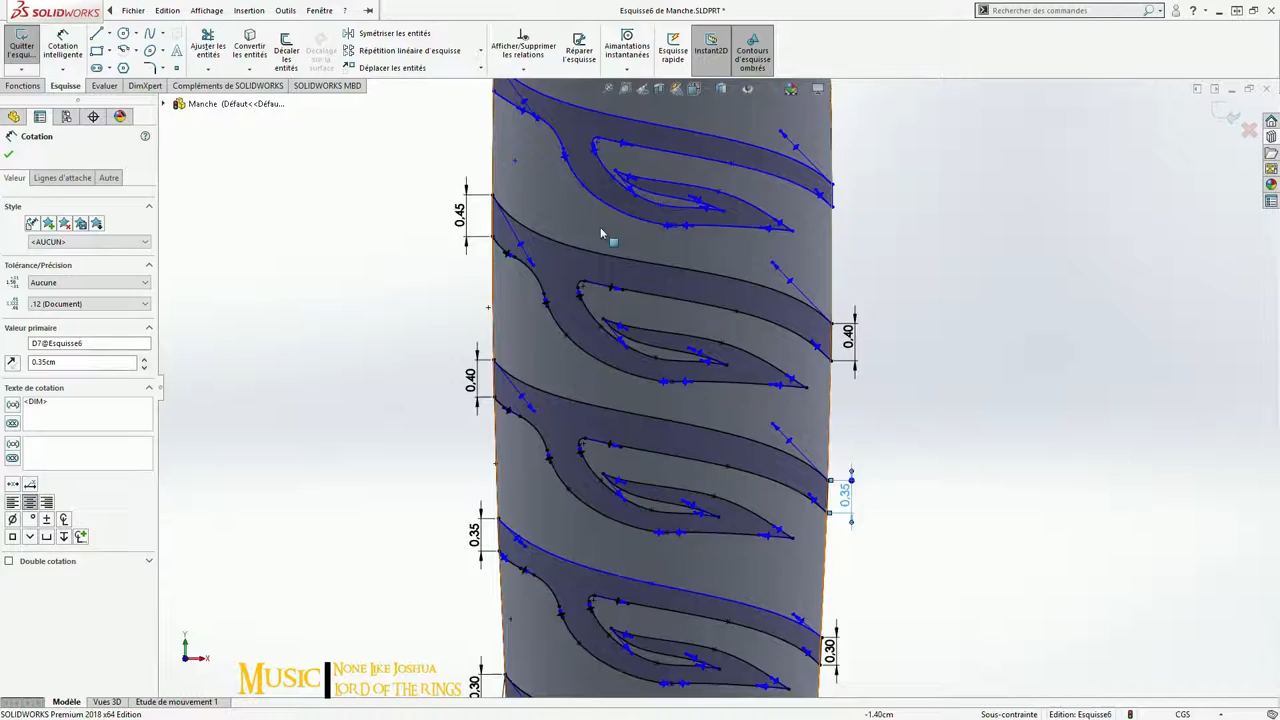 SOLIDWORKS
Fichier Edition Affichage Insertion Outils Fenêtre ?
Esquisse6 de Manche.SLDPRT *
Rechercher des commandes
Quitter l'esqui...
Cotation intelligente
Ajuster les entités
Convertir les entités
Décaler les entités
Décalage sur la surface
Symétriser les entités
Répétition linéaire d'esquisse
Déplacer les entités
Afficher/Supprimer les relations
Réparer l'esquisse
Aimantations instantanées
Esquisse rapide
Instant2D
Contours d'esquisse ombrés
Fonctions Esquisse Evaluer DimXpert Compléments de SOLIDWORKS SOLIDWORKS MBD
Manche (Défaut<<Défau...
Cotation
Valeur Lignes d'attache Autre
Style
<AUCUN>
Tolérance/Précision
Aucune
.12 (Document)
Valeur primaire
D7@Esquisse6
0.35cm
Texte de cotation
<DIM>
Double cotation
0.45
0.40
0.40
0.35
0.35
0.30
0.30
Y
X
MUSIC NONE LIKE JOSHUA
LORD OF THE RINGS
Modèle Vues 3D Etude de mouvement 1
SOLIDWORKS Premium 2018 x64 Edition
-1.40cm Sous-contrainte Edition: Esquisse6 CGS